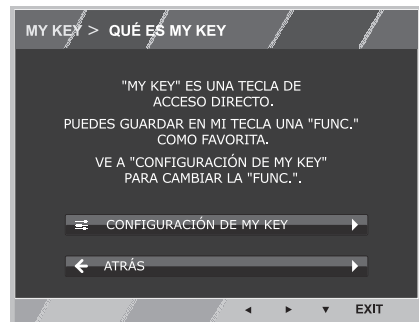 MY KEY > QUÉ ES MY KEY
"MY KEY" ES UNA TECLA DE
ACCESO DIRECTO.
PUEDES GUARDAR EN MI TECLA UNA "FUNC."
COMO FAVORITA.
VE A "CONFIGURACIÓN DE MY KEY"
PARA CAMBIAR LA "FUNC.".
CONFIGURACIÓN DE MY KEY
ATRÁS
EXIT